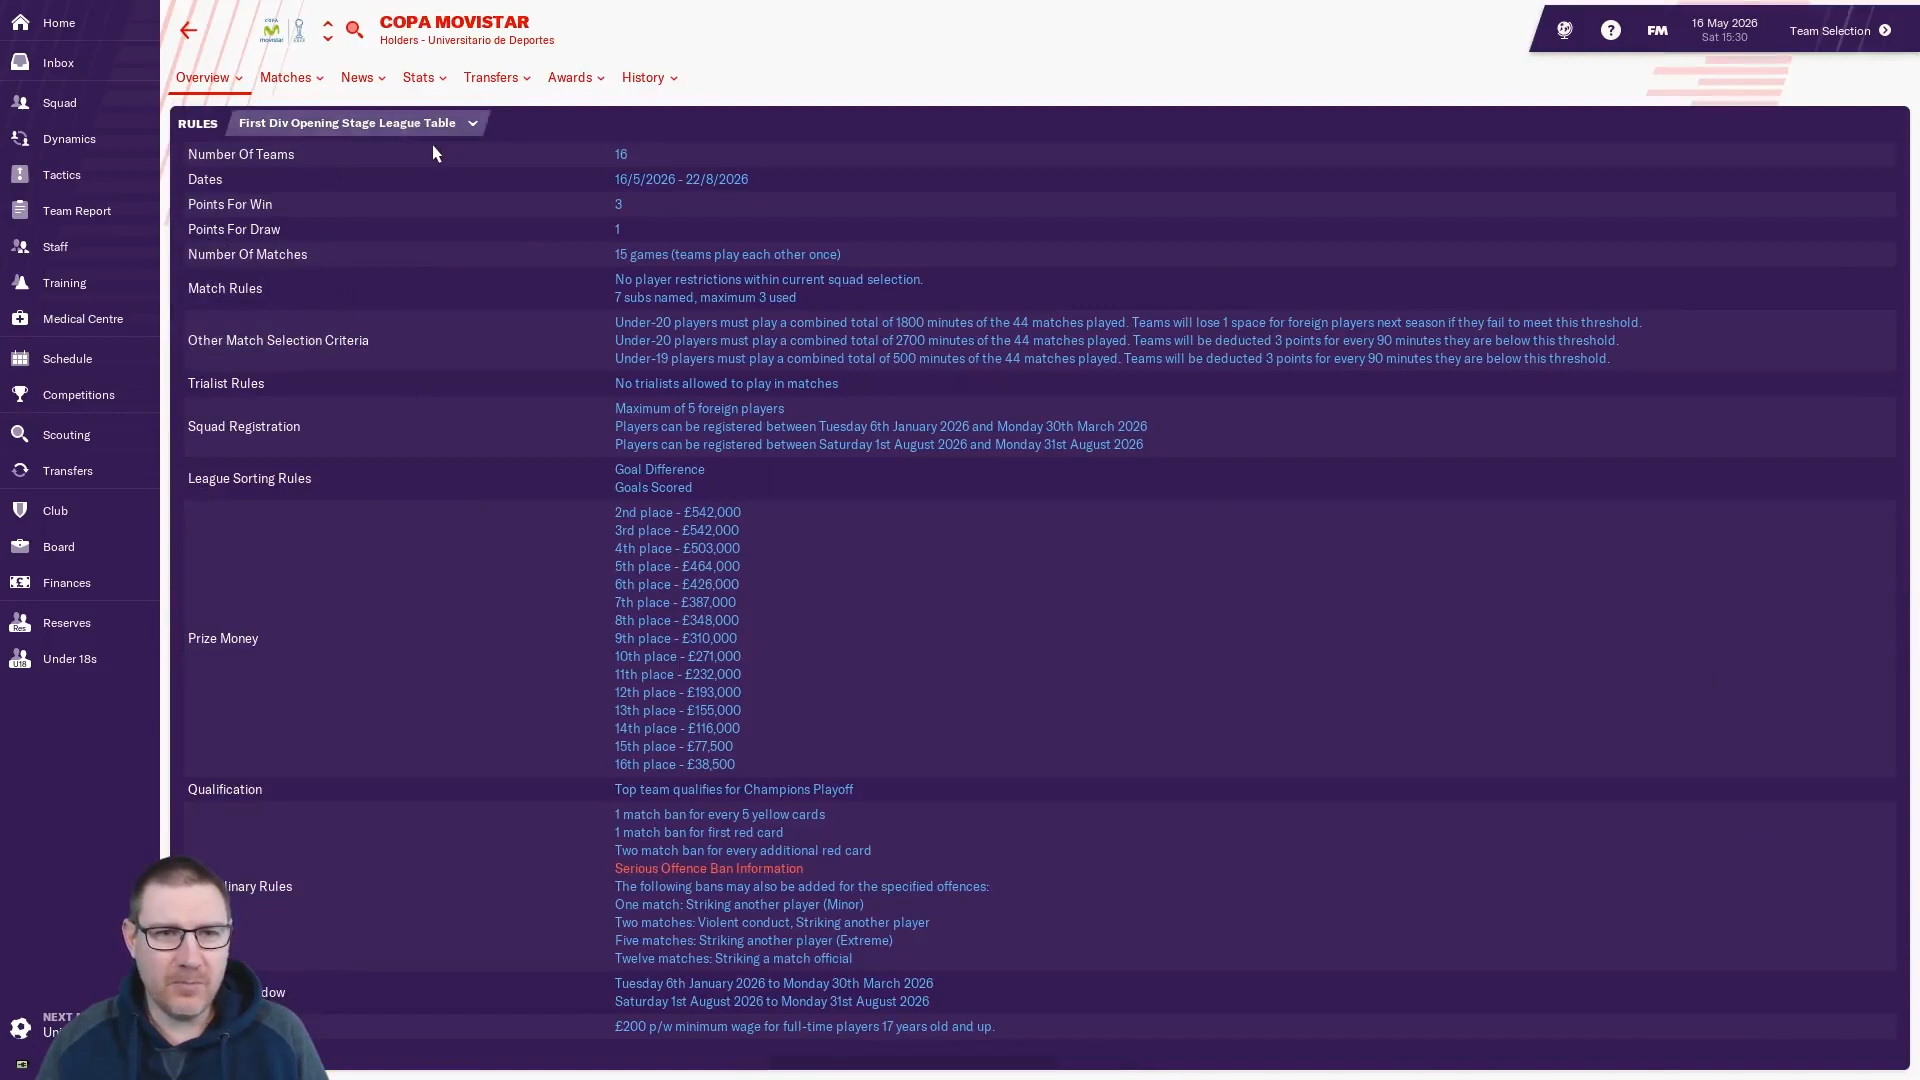 Home
Inbox
Squad
Dynamics
Tactics
Team Report
Staff
Training
Medical Centre
Schedule
Competitions
Scouting
Transfers
Club
Board
Finances
Res
Reserves
U18
Under 18s
NEXT
movistar
COPA MOVISTAR
Holders - Universitario de Deportes
? FM 16 May 2026
Sat 15:30
Team Selection
Overview Matches News Stats Transfers Awards History
RULES First Div Opening Stage League Table
Number Of Teams 16
Dates 16/5/2026 - 22/8/2026
Points For Win 3
Points For Draw 1
Number Of Matches 15 games (teams play each other once)
Match Rules
No player restrictions within current squad selection.
7 subs named, maximum 3 used
Other Match Selection Criteria
Under-20 players must play a combined total of 1800 minutes of the 44 matches played. Teams will lose 1 space for foreign players next season if they fail to meet this threshold.
Under-20 players must play a combined total of 2700 minutes of the 44 matches played. Teams will be deducted 3 points for every 90 minutes they are below this threshold.
Under-19 players must play a combined total of 500 minutes of the 44 matches played. Teams will be deducted 3 points for every 90 minutes they are below this threshold.
Trialist Rules No trialists allowed to play in matches
Squad Registration
Maximum of 5 foreign players
Players can be registered between Tuesday 6th January 2026 and Monday 30th March 2026
Players can be registered between Saturday 1st August 2026 and Monday 31st August 2026
League Sorting Rules
Goal Difference
Goals Scored
Prize Money
2nd place - £542,000
3rd place - £542,000
4th place - £503,000
5th place - £464,000
6th place - £426,000
7th place - £387,000
8th place - £348,000
9th place - £310,000
10th place - £271,000
11th place - £232,000
12th place - £193,000
13th place - £155,000
14th place - £116,000
15th place - £77,500
16th place - £38,500
Qualification Top team qualifies for Champions Playoff
linary Rules
1 match ban for every 5 yellow cards
1 match ban for first red card
Two match ban for every additional red card
Serious Offence Ban Information
The following bans may also be added for the specified offences:
One match: Striking another player (Minor)
Two matches: Violent conduct, Striking another player
Five matches: Striking another player (Extreme)
Twelve matches: Striking a match official
dow
Tuesday 6th January 2026 to Monday 30th March 2026
Saturday 1st August 2026 to Monday 31st August 2026
£200 p/w minimum wage for full-time players 17 years old and up.